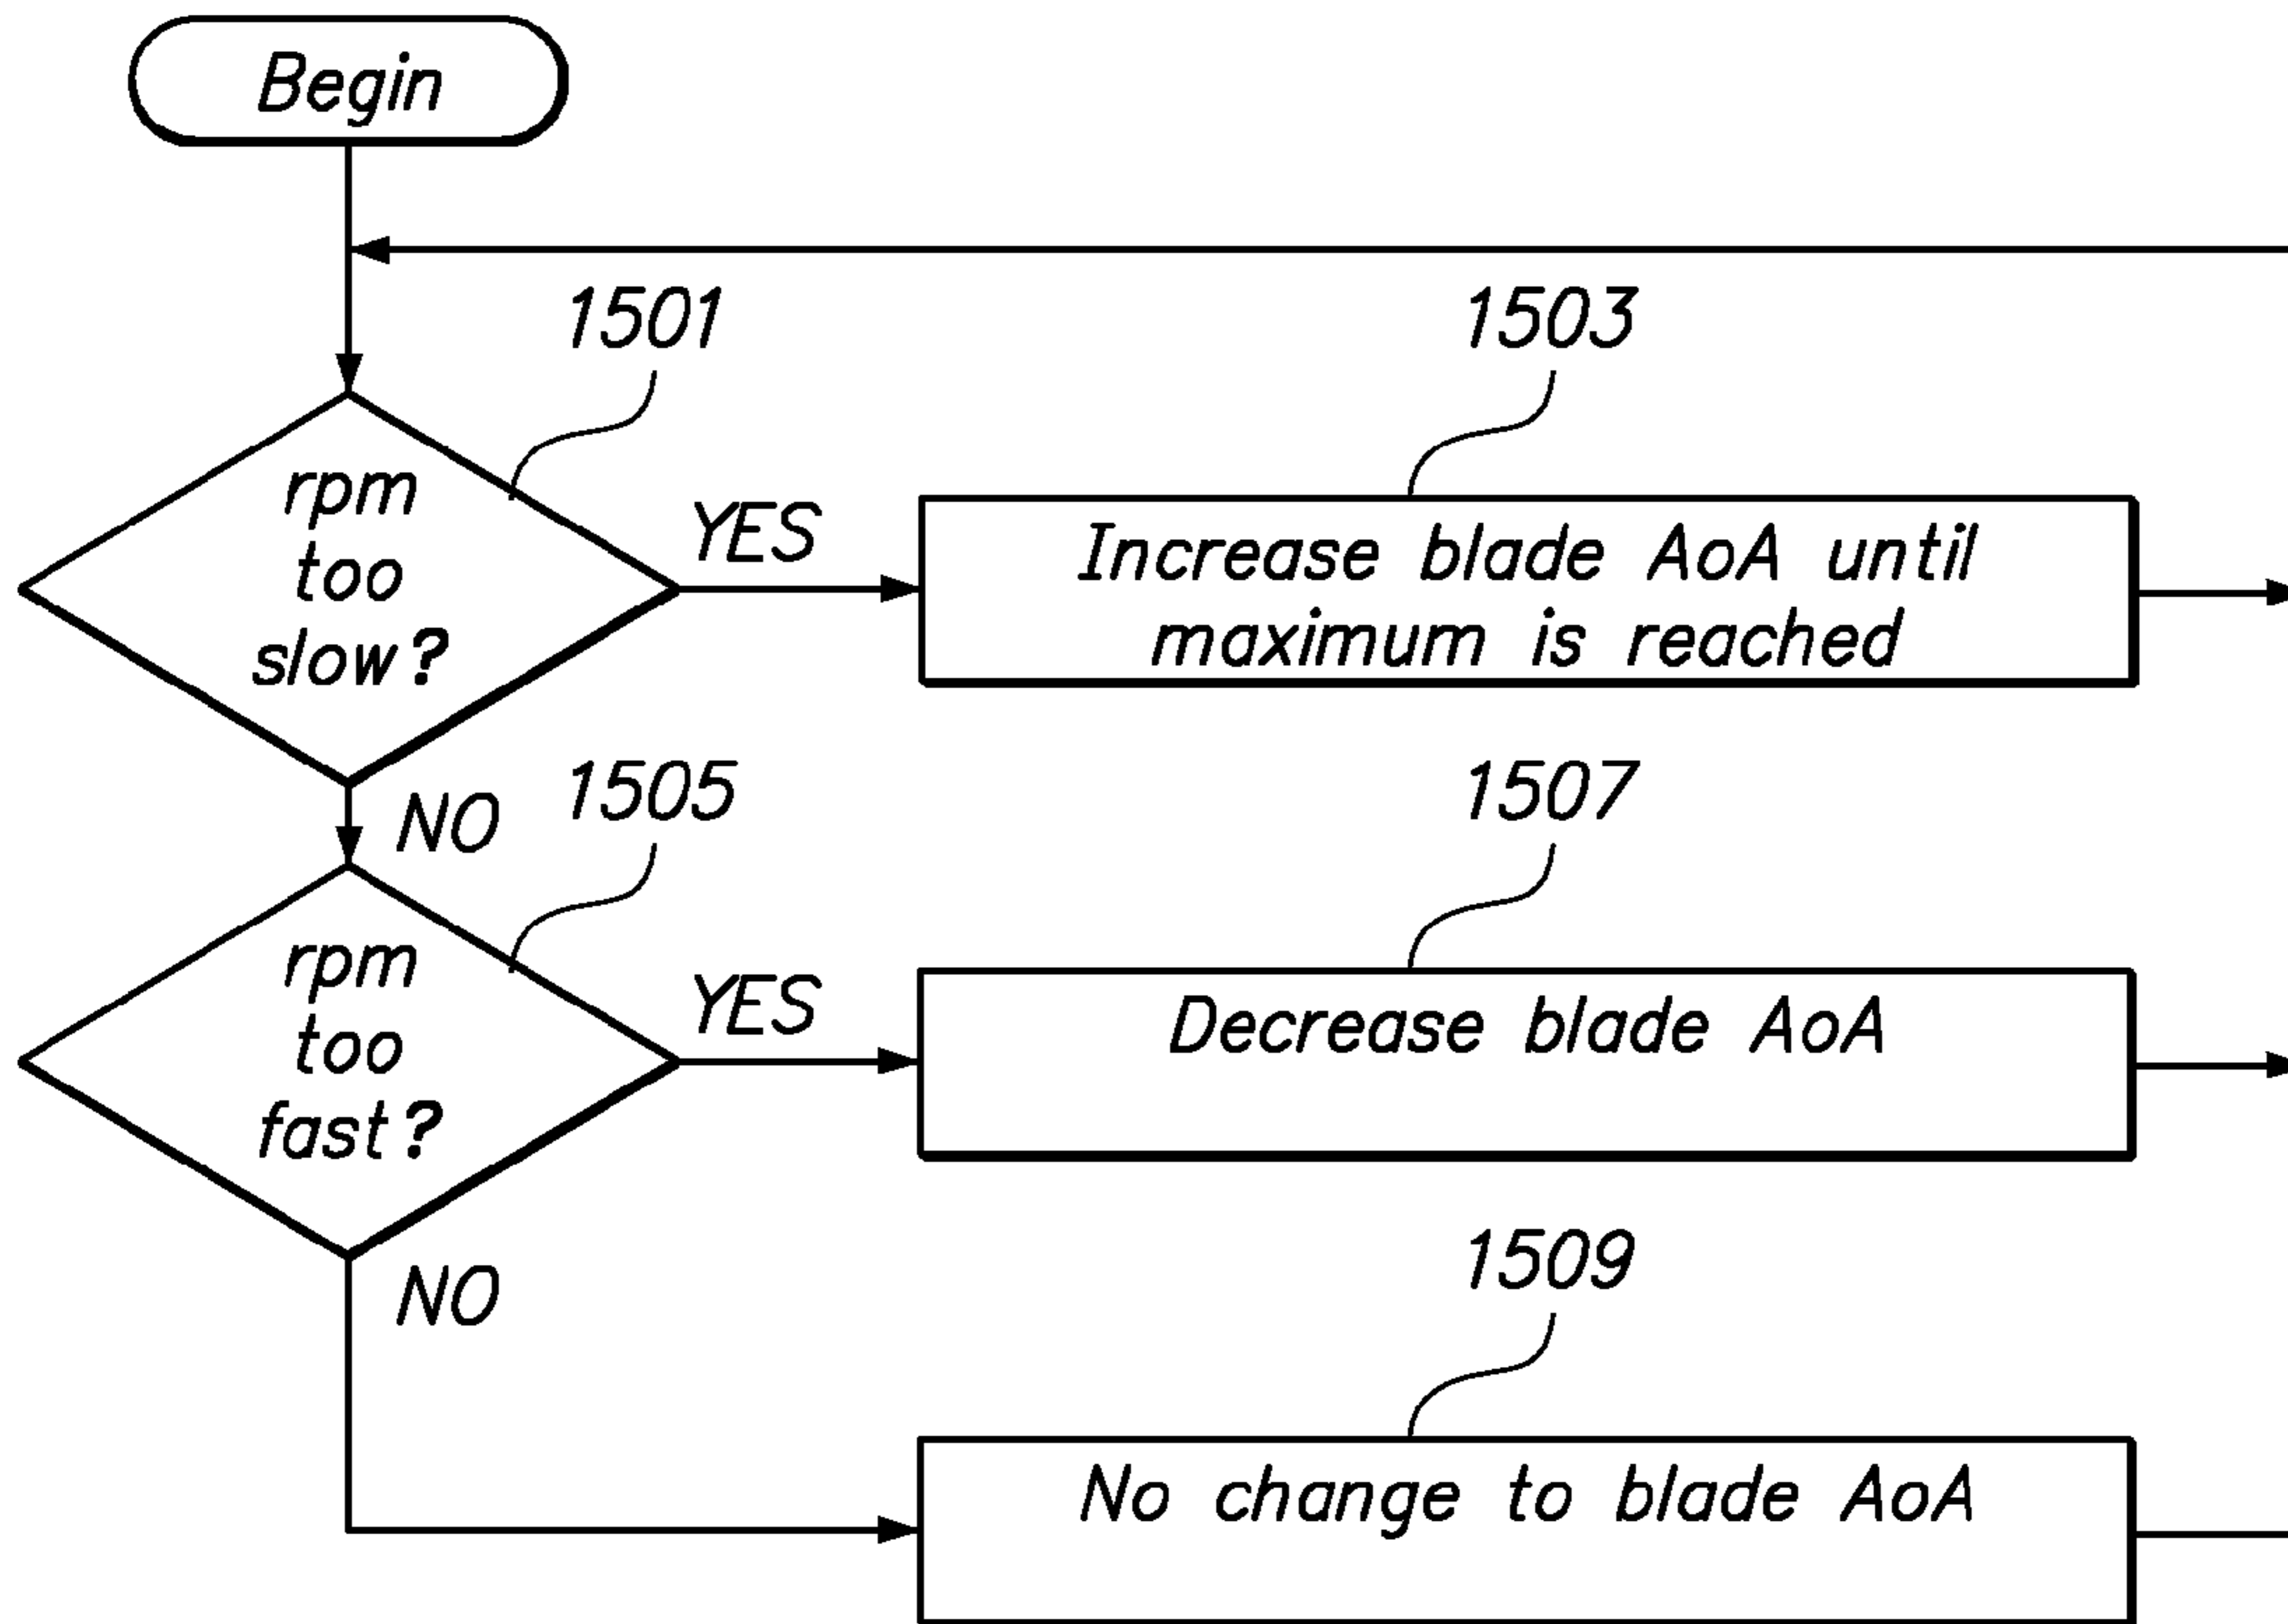 Begin
1501
1503
rpm
too
slow?
YES
Increase blade AoA until
maximum is reached
NO
1505
1507
rpm
too
fast?
YES
Decrease blade AoA
NO
1509
No change to blade AoA